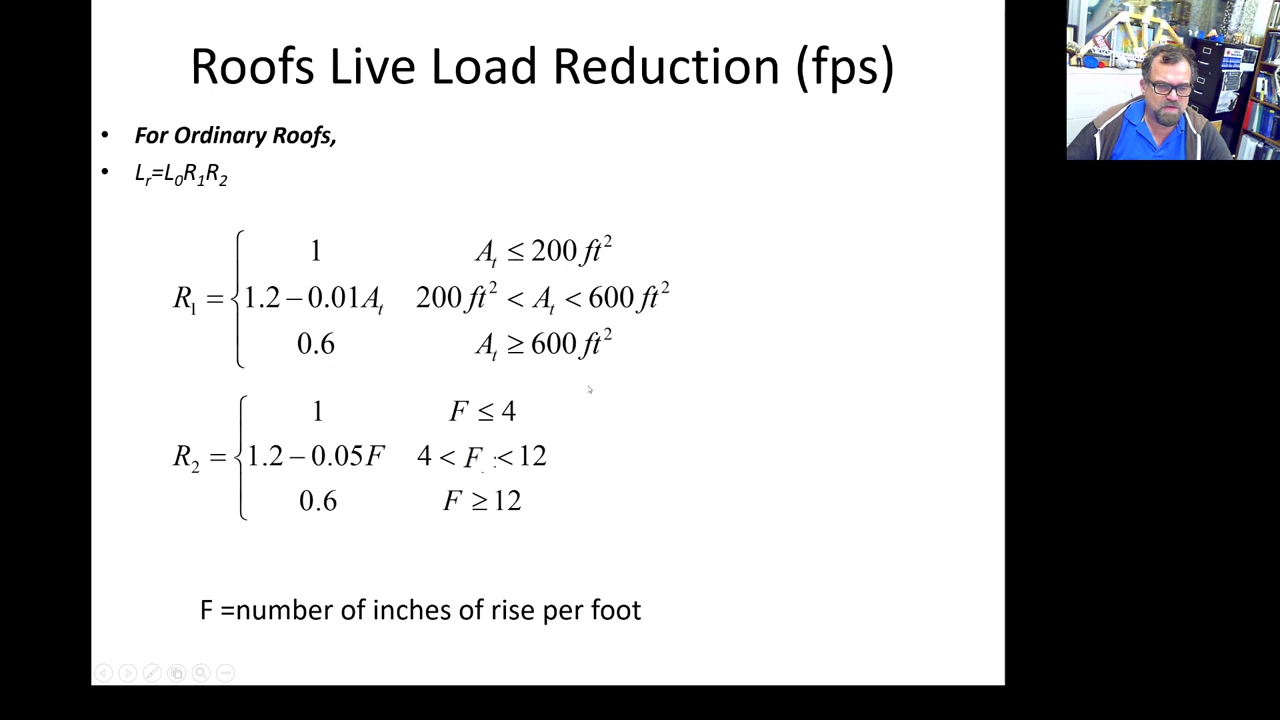 Roofs Live Load Reduction (fps)
• For Ordinary Roofs,
• Lr=L0R1R2
R1 = { 1 At ≤ 200 ft²
1.2 − 0.01At 200 ft² < At < 600 ft²
0.6 At ≥ 600 ft²
R2 = { 1 F ≤ 4
1.2 − 0.05F 4 < F < 12
0.6 F ≥ 12
F =number of inches of rise per foot